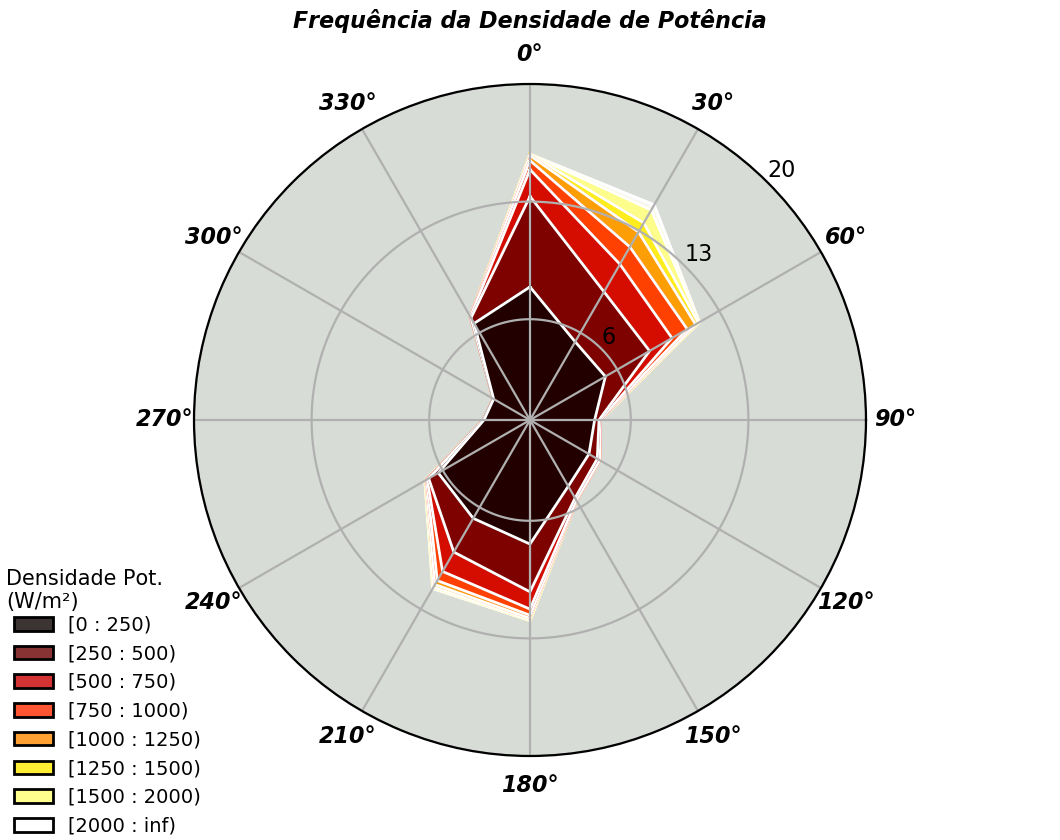 Frequência da Densidade de Potência
0°
330°
30°
20
300°
60°
13
6
270°
90°
240°
120°
210°
150°
180°
Densidade Pot.
(W/m²)
[0 : 250)
[250 : 500)
[500 : 750)
[750 : 1000)
[1000 : 1250)
[1250 : 1500)
[1500 : 2000)
[2000 : inf)